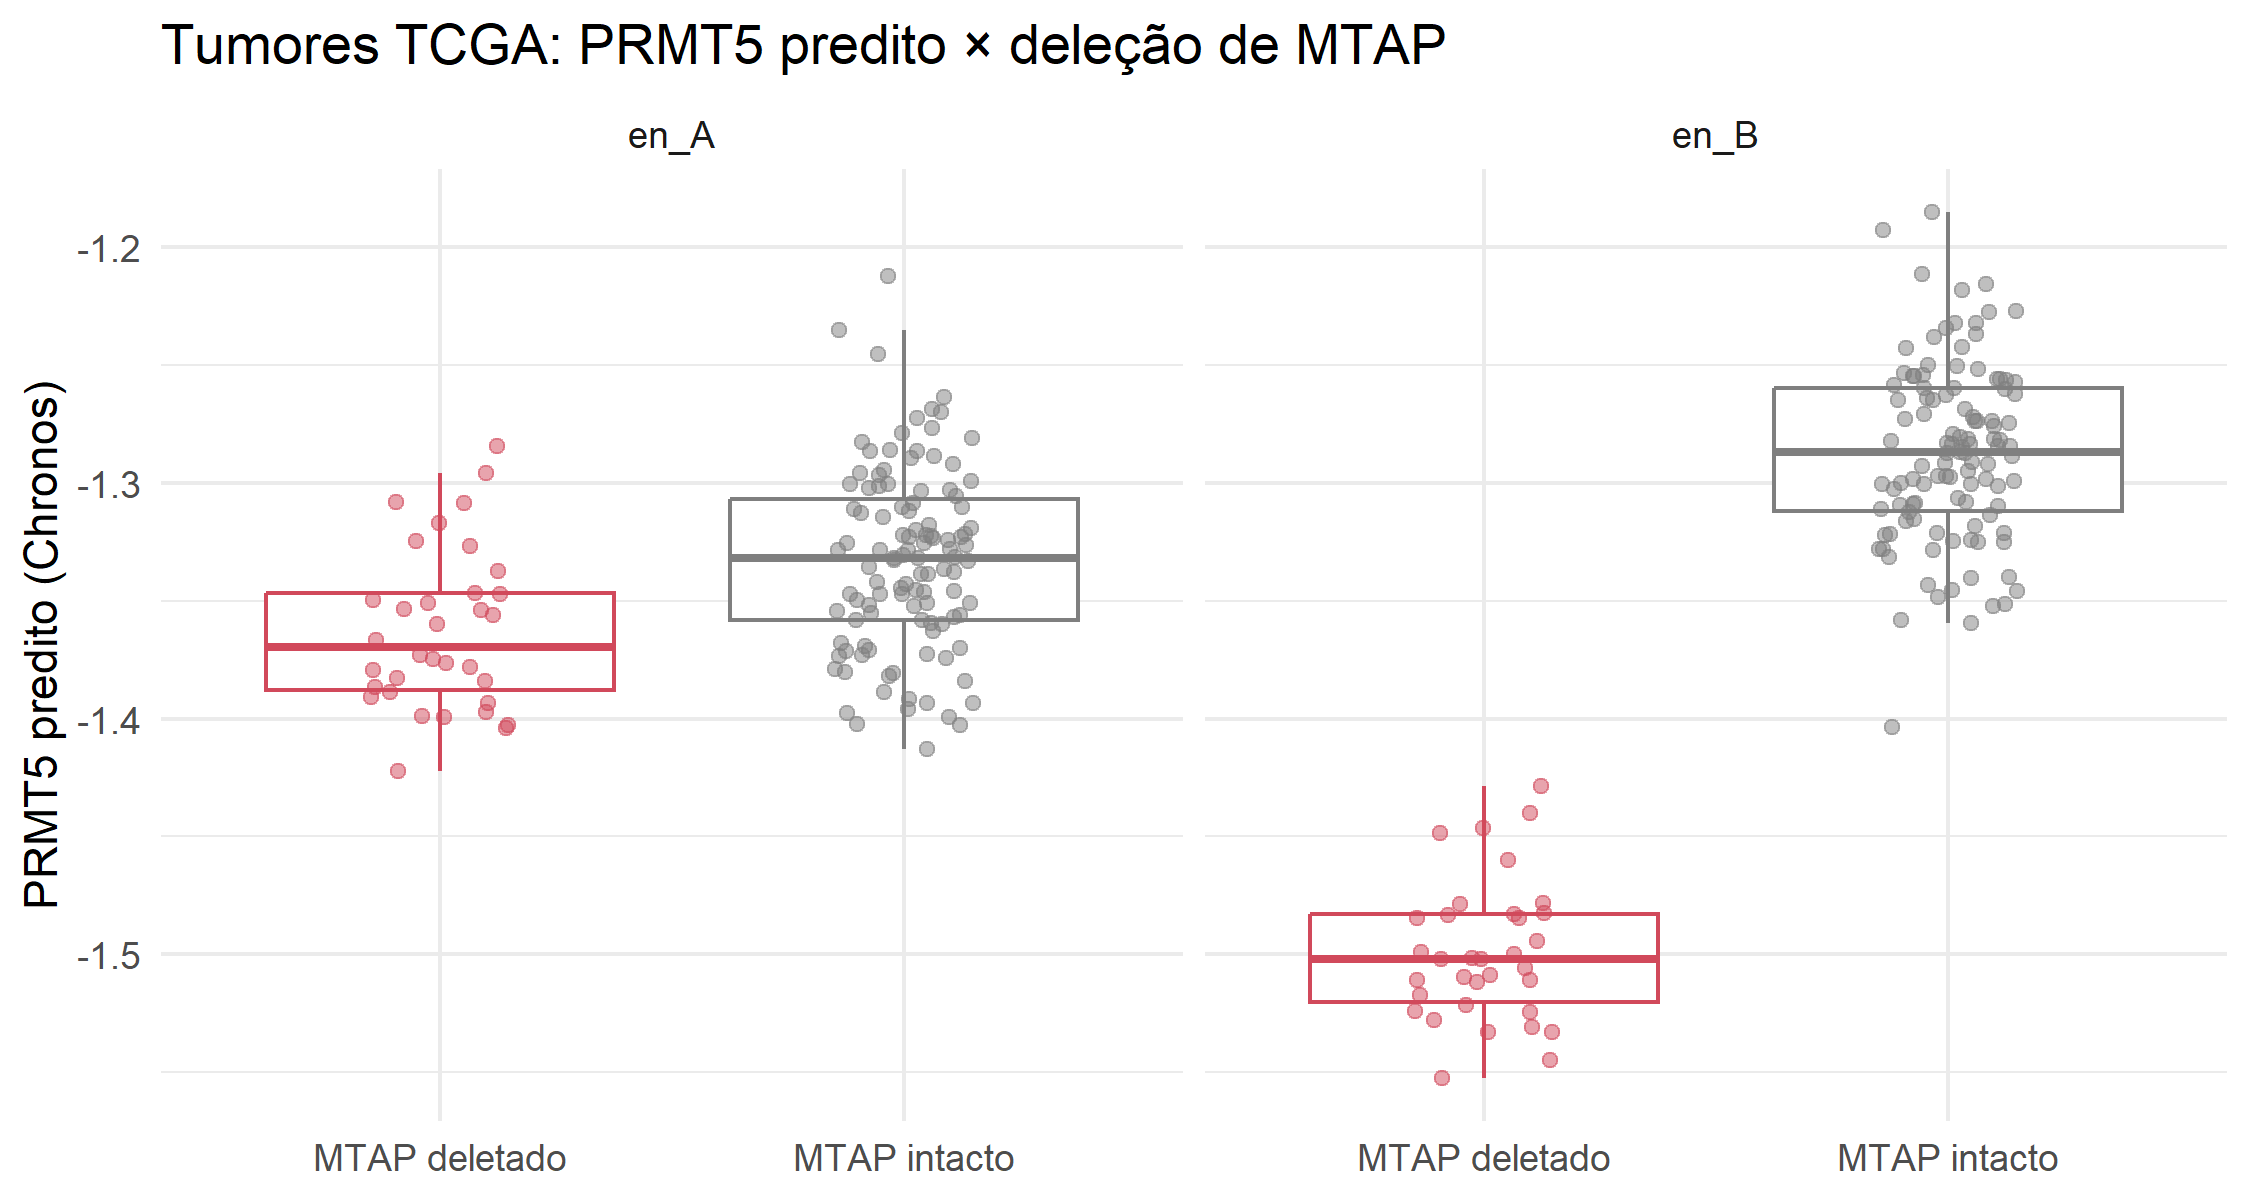 Tumores TCGA: PRMT5 predito × deleção de MTAP
en_A
en_B
PRMT5 predito (Chronos)
-1.2
-1.3
-1.4
-1.5
MTAP deletado
MTAP intacto
MTAP deletado
MTAP intacto